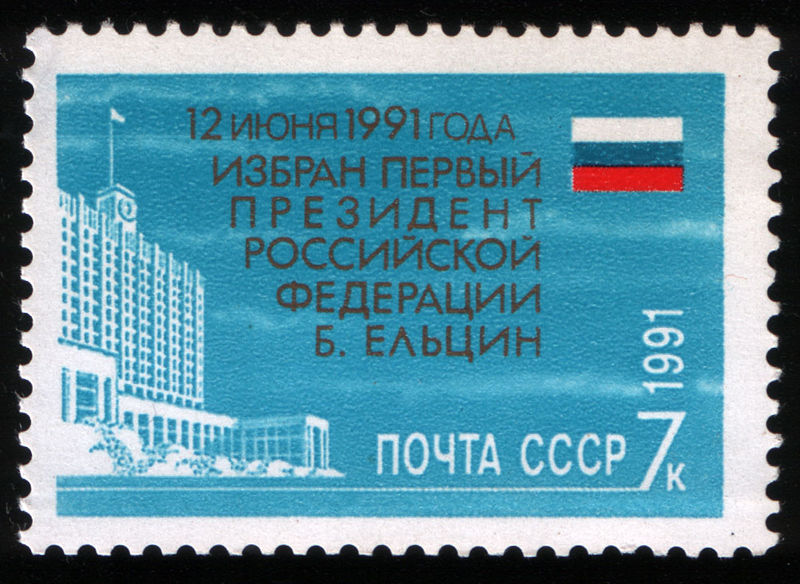 12 ИЮНЯ 1991 ГОДА
ИЗБРАН ПЕРВЫЙ
ПРЕЗИДЕНТ
РОССИЙСКОЙ
ФЕДЕРАЦИИ
Б. ЕЛЬЦИН
1991
ПОЧТА СССР 7К